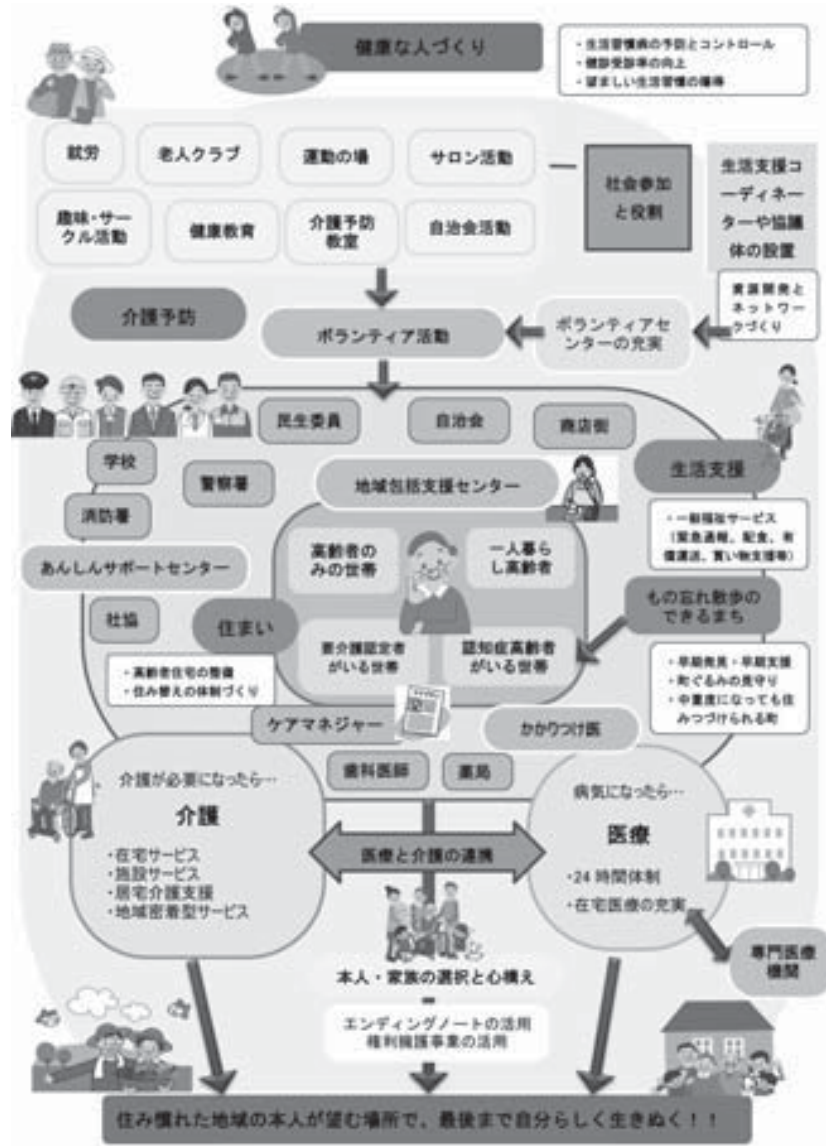 健康な人づくり
・生活習慣病の予防とコントロール
・健診受診率の向上
・望ましい生活習慣の獲得
就労
老人クラブ
運動の場
サロン活動
趣味・サー
クル活動
健康教育
介護予防
教室
自治会活動
社会参加
と役割
生活支援コ
ーディネー
ターや協議
体の設置
資源開発と
ネットワー
クづくり
介護予防
ボランティア活動
ボランティアセ
ンターの充実
民生委員
自治会
商店街
学校
警察署
消防署
地域包括支援センター
生活支援
・一般福祉サービス
（緊急通報、配食、有
償運送、買い物支援等）
あんしんサポートセンター
高齢者の
みの世帯
一人暮ら
し高齢者
社協
住まい
要介護認定者
がいる世帯
認知症高齢者
がいる世帯
もの忘れ散歩の
できるまち
・高齢者住宅の整備
・住み替えの体制づくり
・早期発見・早期支援
・町ぐるみの見守り
・中重度になっても住
みつづけられる町
ケアマネジャー
かかりつけ医
歯科医師
薬局
介護が必要になったら…
介護
・在宅サービス
・施設サービス
・居宅介護支援
・地域密着型サービス
医療と介護の連携
病気になったら…
医療
・24時間体制
・在宅医療の充実
専門医療
機関
本人・家族の選択と心構え
エンディングノートの活用
権利擁護事業の活用
住み慣れた地域の本人が望む場所で、最後まで自分らしく生きぬく！！